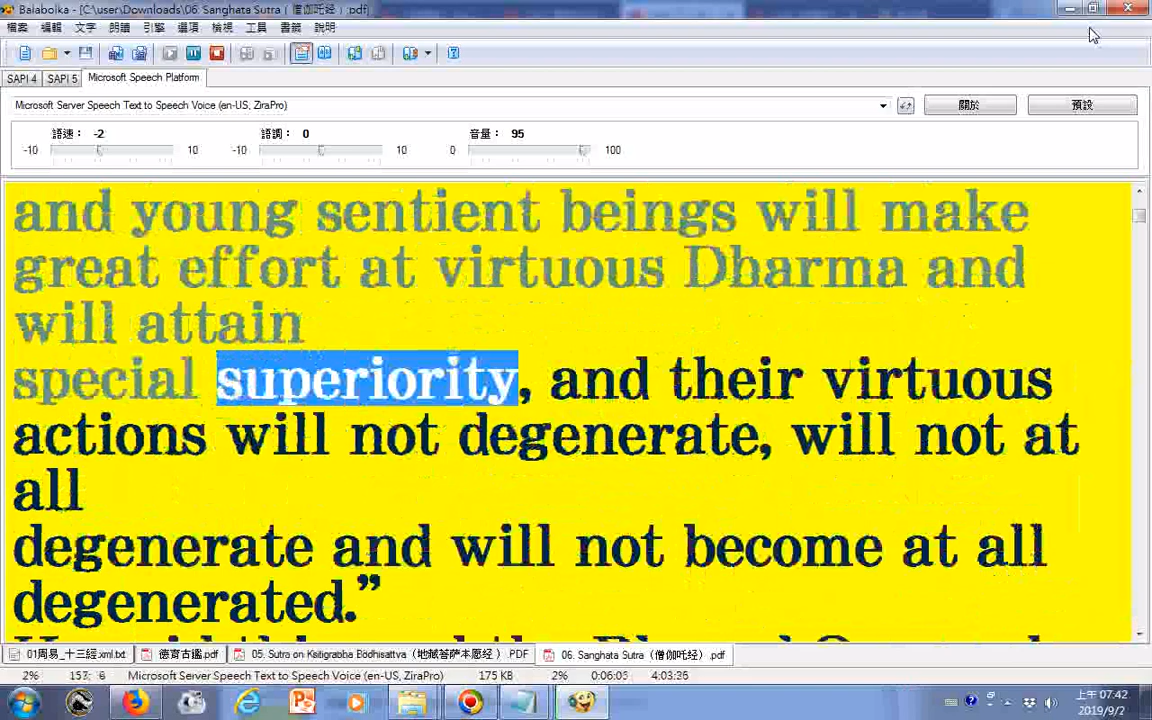 Balabolka - [C:\user\Downloads\06. Sanghata Sutra（僧伽吒经）.pdf]
檔案 編輯 文字 朗讀 引擎 選項 檢視 工具 書籤 說明
SAPI 4 SAPI 5 Microsoft Speech Platform
Microsoft Server Speech Text to Speech Voice (en-US, ZiraPro) 關於 預設
語速： -2 語調： 0 音量： 95
-10 10 -10 10 0 100
and young sentient beings will make
great effort at virtuous Dharma and
will attain
special superiority, and their virtuous
actions will not degenerate, will not at
all
degenerate and will not become at all
degenerated.”
01周易_十三經.xml.txt 德育古鑑.pdf 05. Sutra on Ksitigrabba Bodhisattva（地藏菩萨本愿经）.PDF 06. Sanghata Sutra（僧伽吒经）.pdf
2% 157: 6 Microsoft Server Speech Text to Speech Voice (en-US, ZiraPro) 175 KB 2% 0:06:05 4:03:26
上午 07:42
2019/9/2